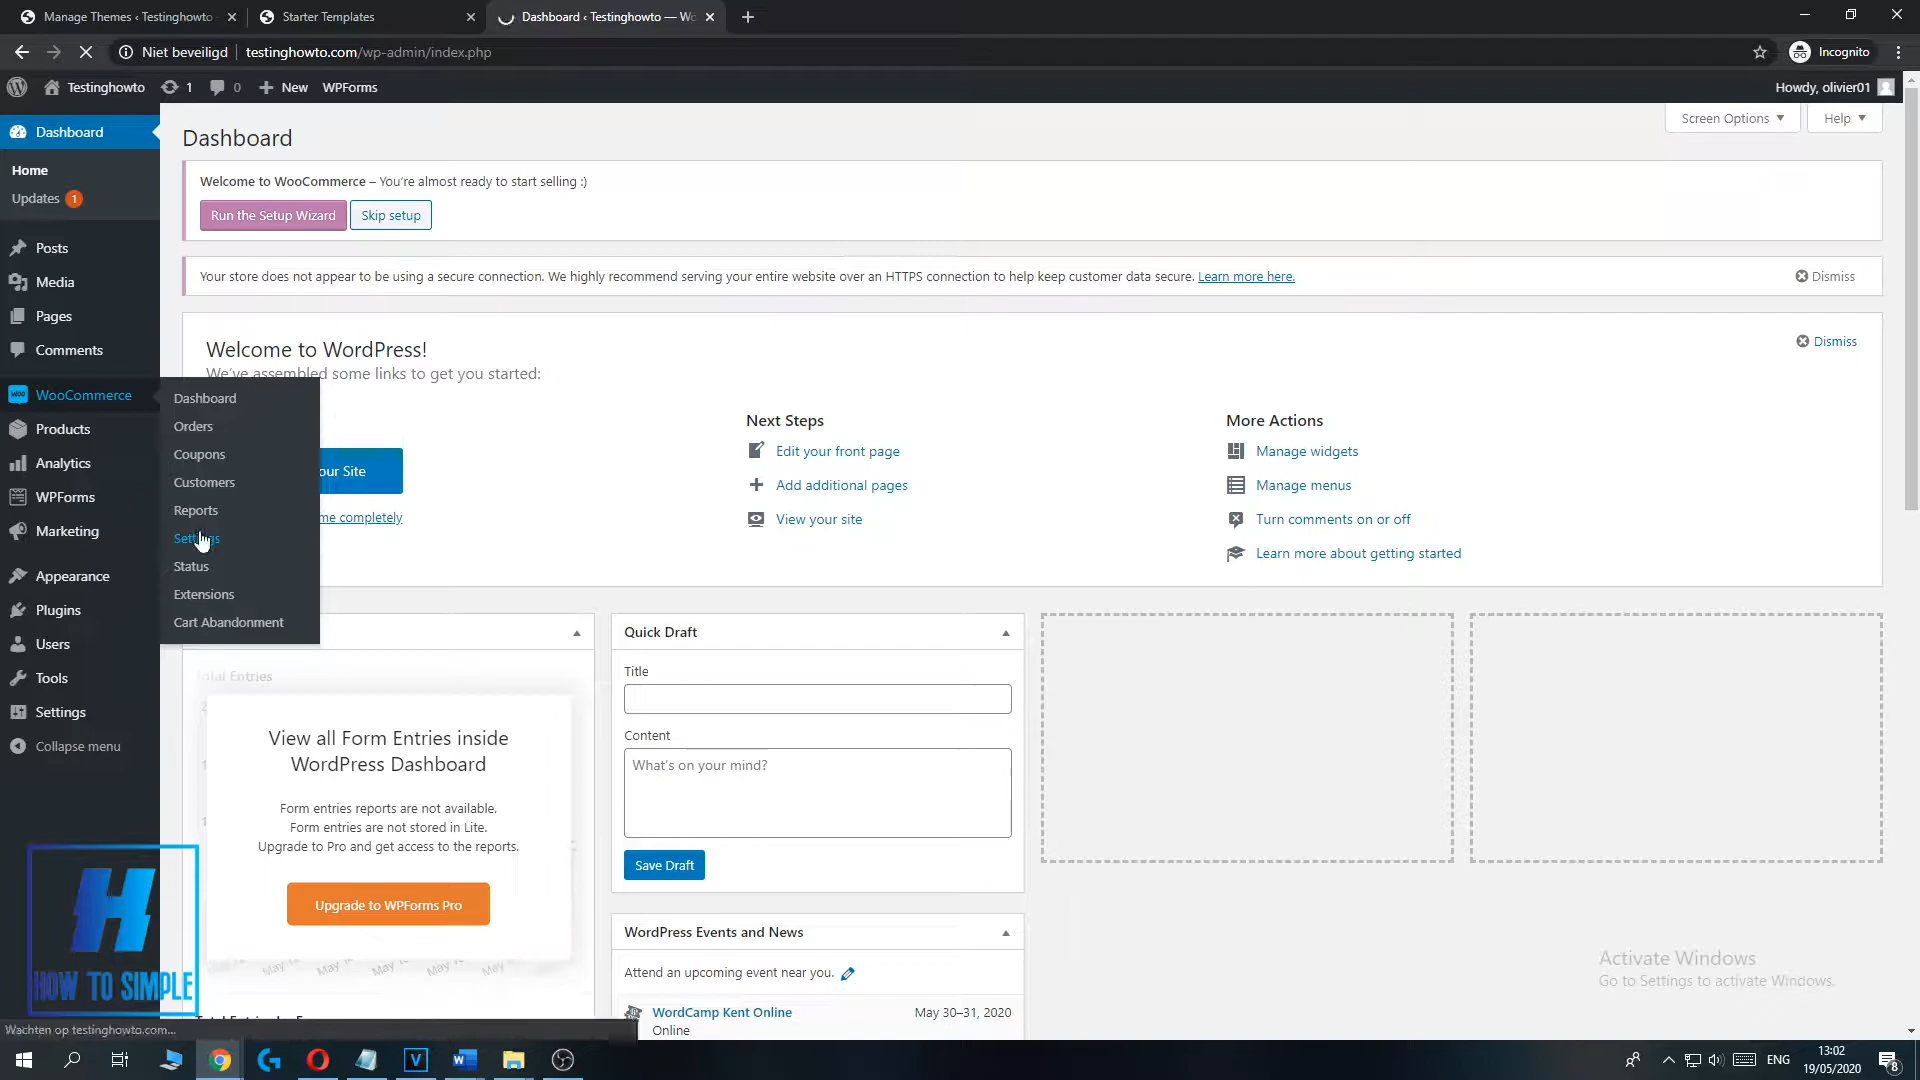 Manage Themes ‹ Testinghowto
Starter Templates
Dashboard ‹ Testinghowto — Wo
Niet beveiligd
testinghowto.com/wp-admin/index.php
Incognito
Testinghowto
1
0
New
WPForms
Howdy, olivier01
Dashboard
Home
Updates 1
Posts
Media
Pages
Comments
WooCommerce
Products
Analytics
WPForms
Marketing
Appearance
Plugins
Users
Tools
Settings
Collapse menu
Dashboard
Orders
Coupons
Customers
Reports
Settings
Status
Extensions
Cart Abandonment
Dashboard
Screen Options
Help
Welcome to WooCommerce – You're almost ready to start selling :)
Run the Setup Wizard
Skip setup
Your store does not appear to be using a secure connection. We highly recommend serving your entire website over an HTTPS connection to help keep customer data secure. Learn more here.
Dismiss
Welcome to WordPress!
We've assembled some links to get you started:
Dismiss
our Site
me completely
Next Steps
Edit your front page
Add additional pages
View your site
More Actions
Manage widgets
Manage menus
Turn comments on or off
Learn more about getting started
Total Entries
View all Form Entries inside
WordPress Dashboard
Form entries reports are not available.
Form entries are not stored in Lite.
Upgrade to Pro and get access to the reports.
Upgrade to WPForms Pro
Quick Draft
Title
Content
What's on your mind?
Save Draft
WordPress Events and News
Attend an upcoming event near you.
WordCamp Kent Online
Online
May 30–31, 2020
Activate Windows
Go to Settings to activate Windows.
HOW TO SIMPLE
Wachten op testinghowto.com...
ENG
13:02
19/05/2020
8